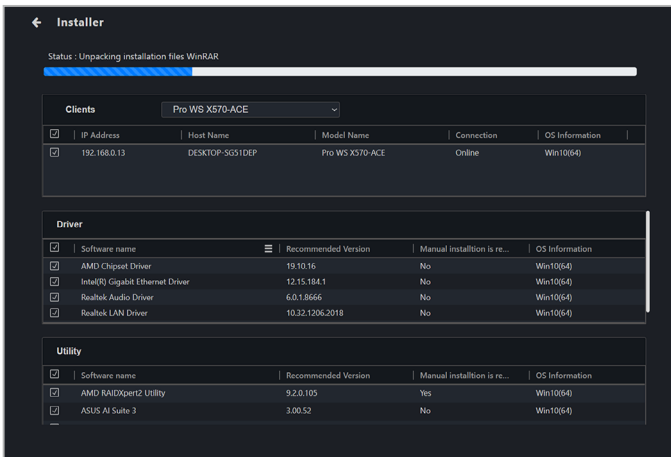 Installer
Status : Unpacking installation files WinRAR
Clients Pro WS X570-ACE
IP Address Host Name Model Name Connection OS Information
192.168.0.13 DESKTOP-SG51DEP Pro WS X570-ACE Online Win10(64)
Driver
Software name Recommended Version Manual installtion is re... OS Information
AMD Chipset Driver 19.10.16 No Win10(64)
Intel(R) Gigabit Ethernet Driver 12.15.184.1 No Win10(64)
Realtek Audio Driver 6.0.1.8666 No Win10(64)
Realtek LAN Driver 10.32.1206.2018 No Win10(64)
Utility
Software name Recommended Version Manual installtion is re... OS Information
AMD RAIDXpert2 Utility 9.2.0.105 Yes Win10(64)
ASUS AI Suite 3 3.00.52 No Win10(64)